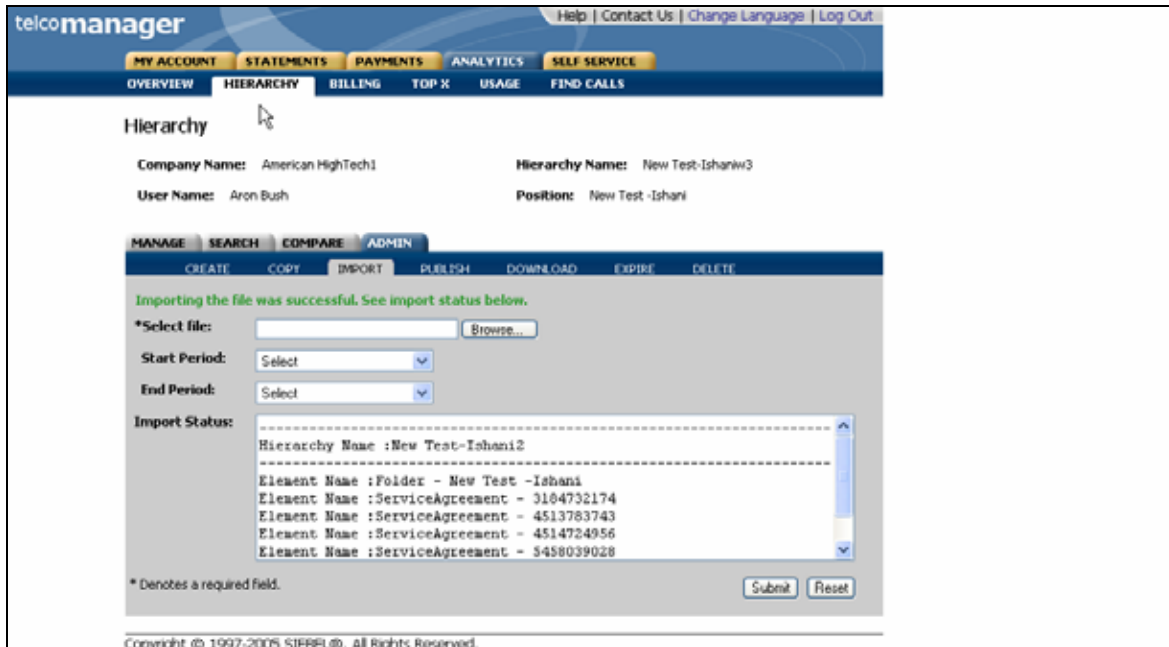 telcomanager
Help | Contact Us | Change Language | Log Out
MY ACCOUNT STATEMENTS PAYMENTS ANALYTICS SELF SERVICE
OVERVIEW HIERARCHY BILLING TOP X USAGE FIND CALLS
Hierarchy
Company Name: American HighTech1 Hierarchy Name: New Test-Ishaniw3
User Name: Aron Bush Position: New Test -Ishani
MANAGE SEARCH COMPARE ADMIN
CREATE COPY IMPORT PUBLISH DOWNLOAD EXPIRE DELETE
Importing the file was successful. See import status below.
*Select file: Browse...
Start Period: Select
End Period: Select
Import Status:
Hierarchy Name :New Test-Ishani2
Element Name :Folder - New Test -Ishani
Element Name :ServiceAgreement - 3184732174
Element Name :ServiceAgreement - 4513783743
Element Name :ServiceAgreement - 4514724956
Element Name :ServiceAgreement - 5458039028
* Denotes a required field. Submit Reset
Copyright © 1997-2005 SIEBEL®. All Rights Reserved.